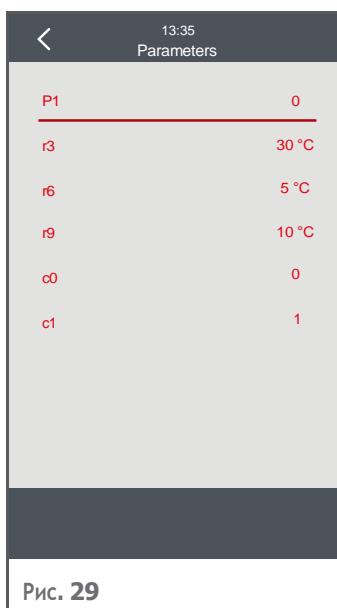 13:35
Parameters
P1 0
r3 30 °C
r6 5 °C
r9 10 °C
c0 0
c1 1
Рис. 29